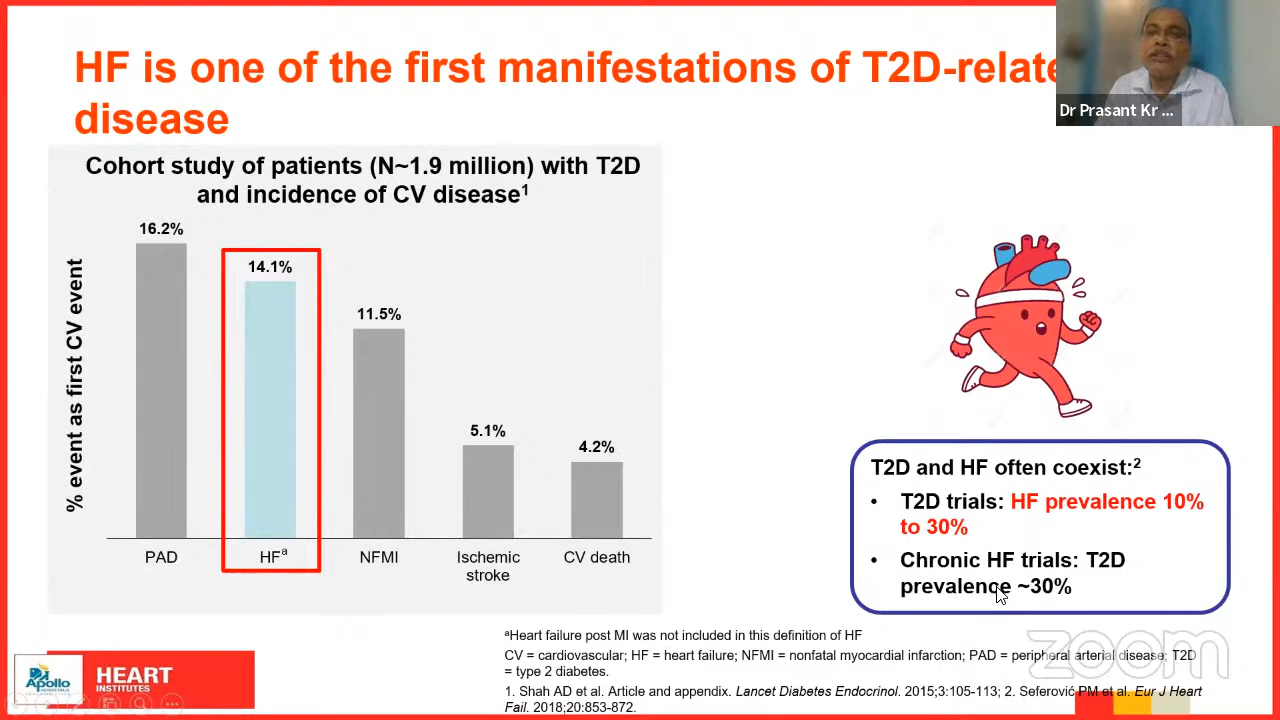 HF is one of the first manifestations of T2D-relate
disease
Dr Prasant Kr ...
Cohort study of patients (N~1.9 million) with T2D
and incidence of CV disease1
% event as first CV event
16.2%
14.1%
11.5%
5.1%
4.2%
PAD
HFa
NFMI
Ischemic
stroke
CV death
T2D and HF often coexist:2
• T2D trials: HF prevalence 10%
to 30%
• Chronic HF trials: T2D
prevalence ~30%
aHeart failure post MI was not included in this definition of HF
CV = cardiovascular; HF = heart failure; NFMI = nonfatal myocardial infarction; PAD = peripheral arterial disease; T2D
= type 2 diabetes.
1. Shah AD et al. Article and appendix. Lancet Diabetes Endocrinol. 2015;3:105-113; 2. Seferović PM et al. Eur J Heart
Fail. 2018;20:853-872.
zoom
Apollo
HOSPITALS
HEART
INSTITUTES